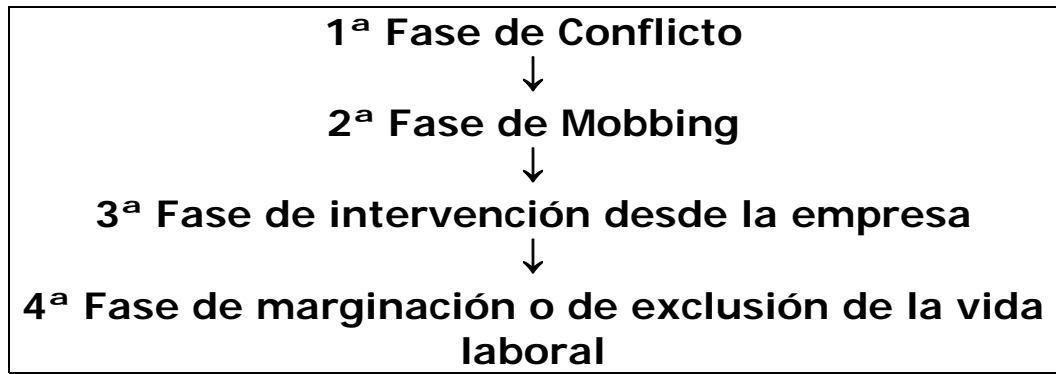 1ª Fase de Conflicto
↓
2ª Fase de Mobbing
↓
3ª Fase de intervención desde la empresa
↓
4ª Fase de marginación o de exclusión de la vida
laboral